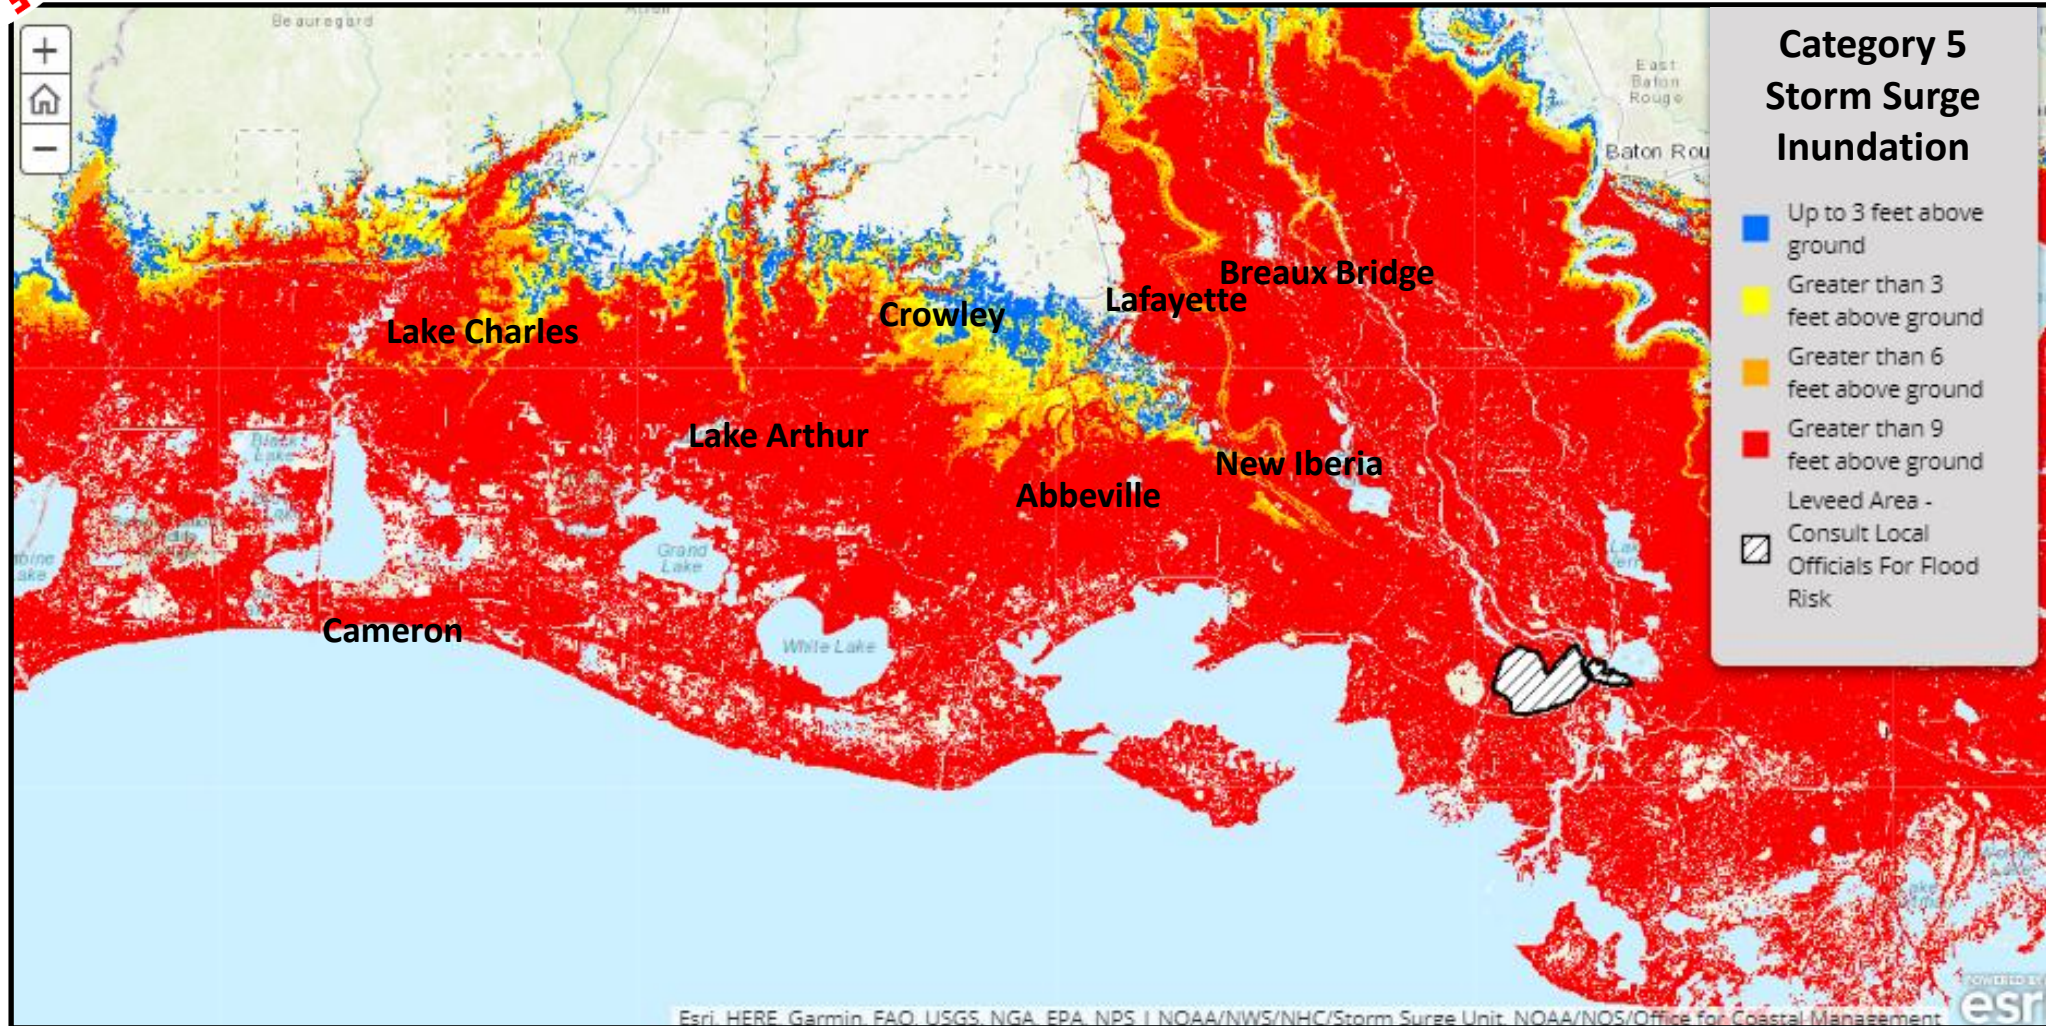 Beauregard
East
Baton
Rouge
Baton Rou
Category 5
Storm Surge
Inundation
Up to 3 feet above
ground
Greater than 3
feet above ground
Greater than 6
feet above ground
Greater than 9
feet above ground
Leveed Area -
Consult Local
Officials For Flood
Risk
Breaux Bridge
Lafayette
Crowley
Lake Charles
Lake Arthur
New Iberia
Abbeville
Black
Lake
Grand
Lake
White Lake
Cameron
Esri, HERE, Garmin, FAO, USGS, NGA, EPA, NPS | NOAA/NWS/NHC/Storm Surge Unit, NOAA/NOS/Office for Coastal Management
POWERED BY
esri